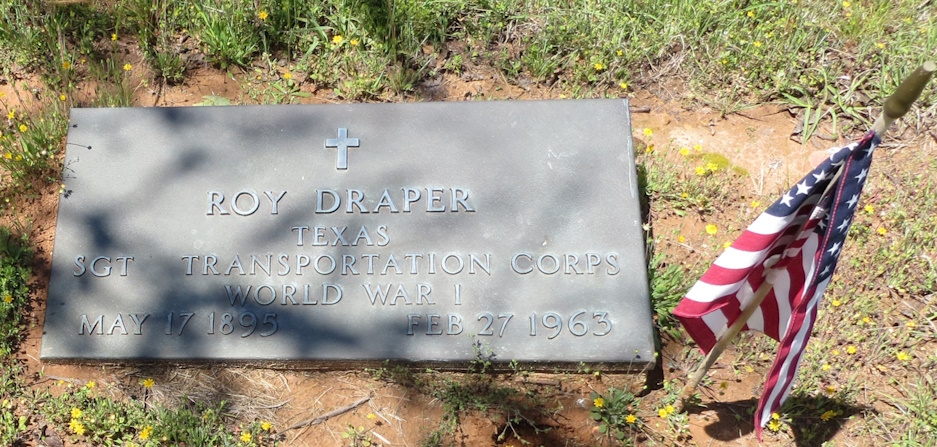 ROY DRAPER
TEXAS
SGT TRANSPORTATION CORPS
WORLD WAR I
MAY 17 1895 FEB 27 1963